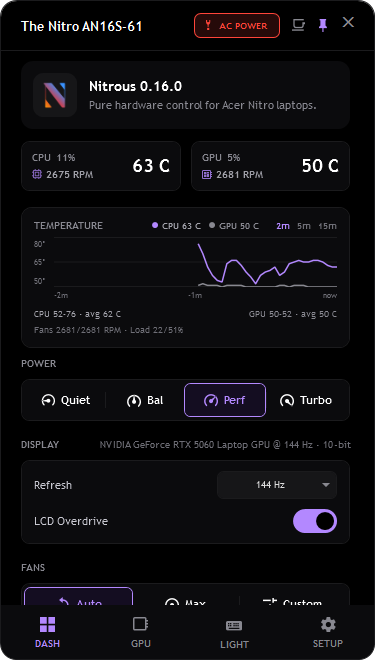 The Nitro AN16S-61
AC POWER
Nitrous 0.16.0
Pure hardware control for Acer Nitro laptops.
CPU 11%
63 C
2675 RPM
GPU 5%
50 C
2681 RPM
TEMPERATURE
CPU 63 C
GPU 50 C
2m 5m 15m
80°
65°
50°
-2m -1m now
CPU 52-76 · avg 62 C
GPU 50-52 · avg 50 C
Fans 2681/2681 RPM · Load 22/51%
POWER
Quiet Bal Perf Turbo
DISPLAY
NVIDIA GeForce RTX 5060 Laptop GPU @ 144 Hz · 10-bit
Refresh
144 Hz
LCD Overdrive
FANS
Auto Max Custom
DASH GPU LIGHT SETUP